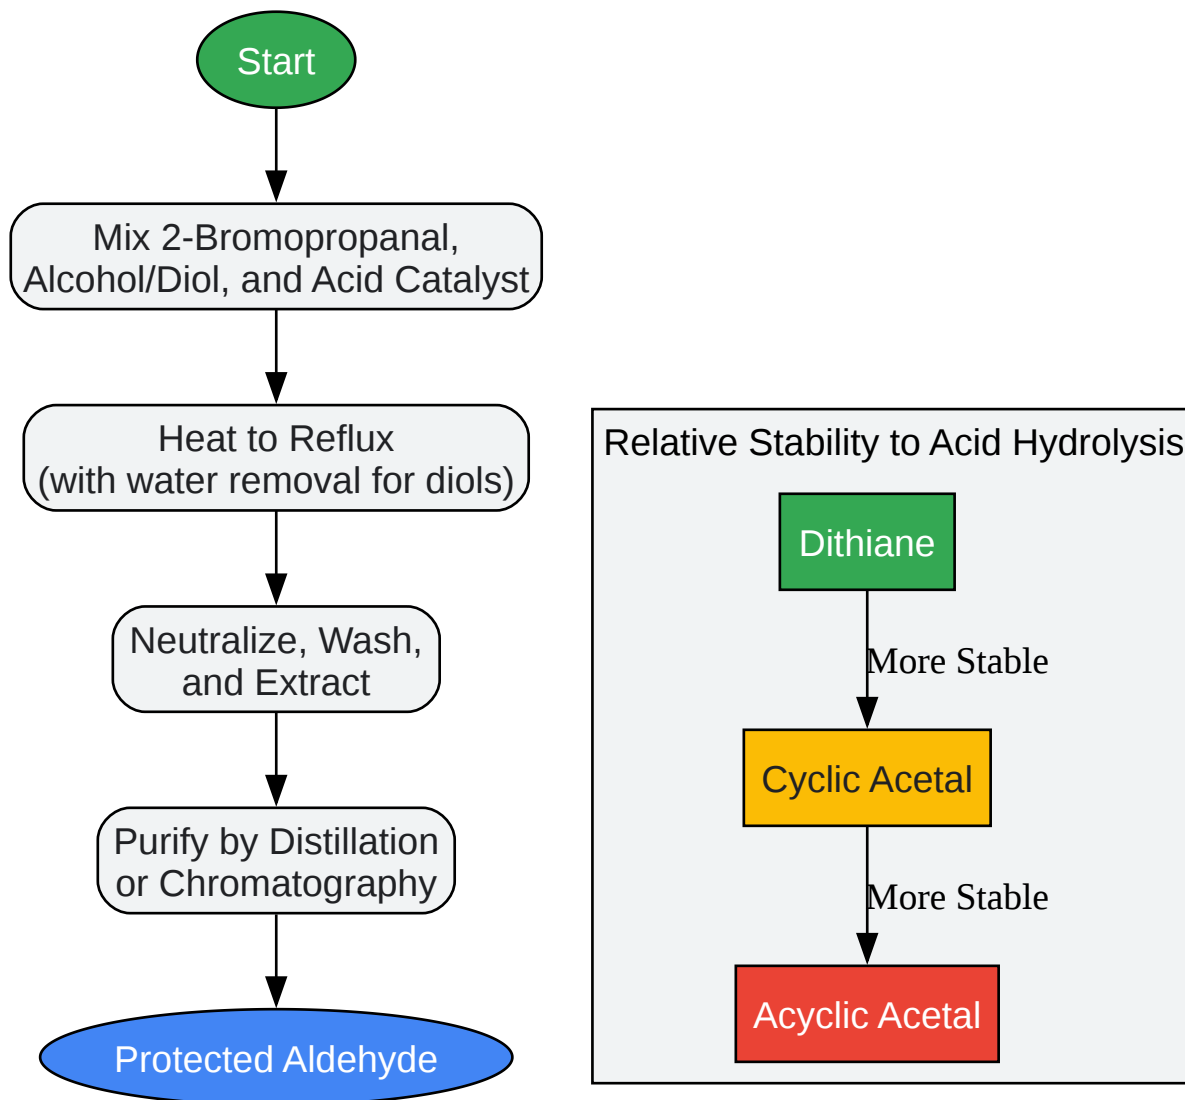 Start
Mix 2-Bromopropanal,
Alcohol/Diol, and Acid Catalyst
Heat to Reflux
(with water removal for diols)
Neutralize, Wash,
and Extract
Purify by Distillation
or Chromatography
Protected Aldehyde
Relative Stability to Acid Hydrolysis
Dithiane
More Stable
Cyclic Acetal
More Stable
Acyclic Acetal